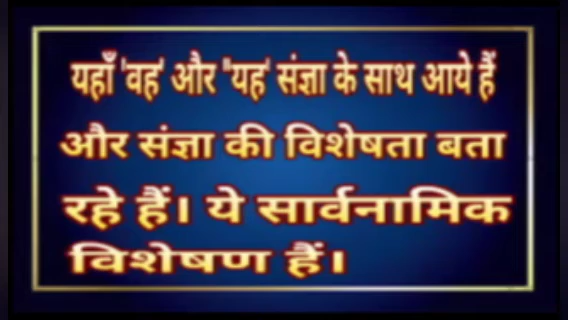 यहाँ 'वह' और "यह' संज्ञा के साथ आये हैं
और संज्ञा की विशेषता बता
रहे हैं। ये सार्वनामिक
विशेषण हैं।